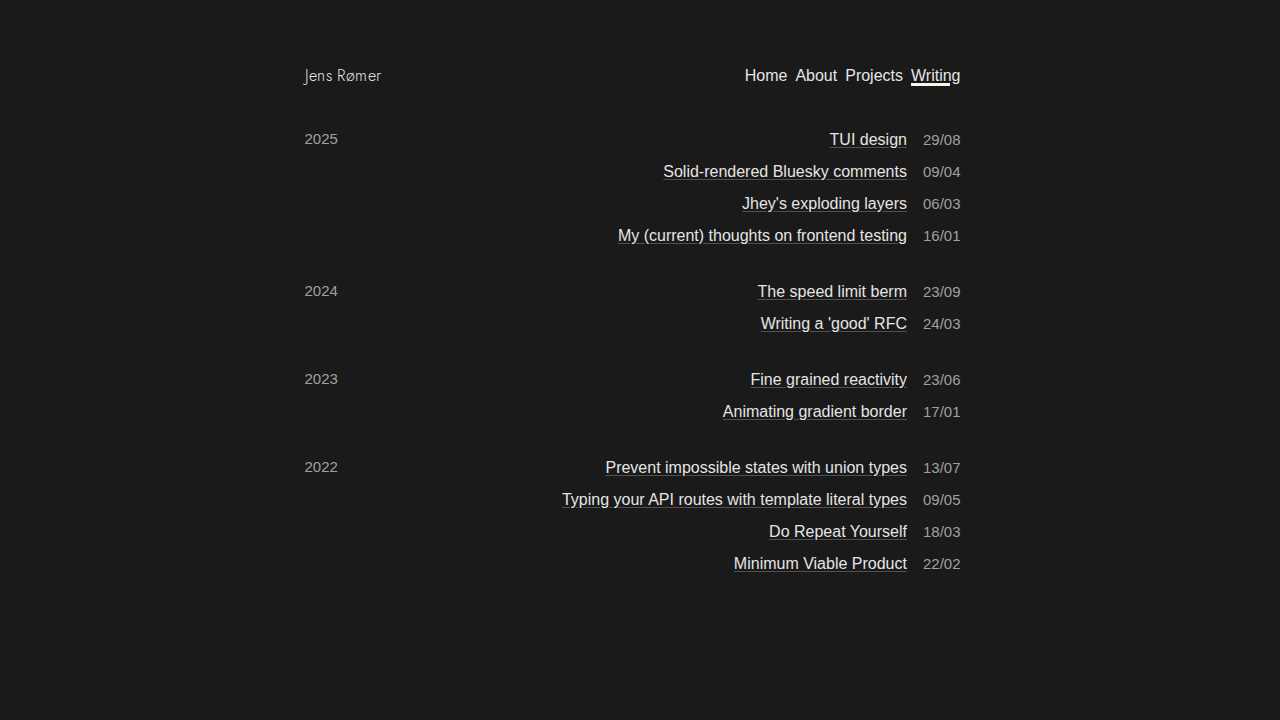 Jens Rømer Home About Projects Writing
2025 TUI design 29/08
Solid-rendered Bluesky comments 09/04
Jhey's exploding layers 06/03
My (current) thoughts on frontend testing 16/01
2024 The speed limit berm 23/09
Writing a 'good' RFC 24/03
2023 Fine grained reactivity 23/06
Animating gradient border 17/01
2022 Prevent impossible states with union types 13/07
Typing your API routes with template literal types 09/05
Do Repeat Yourself 18/03
Minimum Viable Product 22/02